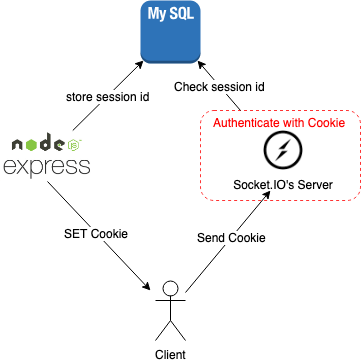 My SQL
store session id
Check session id
Authenticate with Cookie
node
JS
express
Socket.IO's Server
SET Cookie
Send Cookie
Client